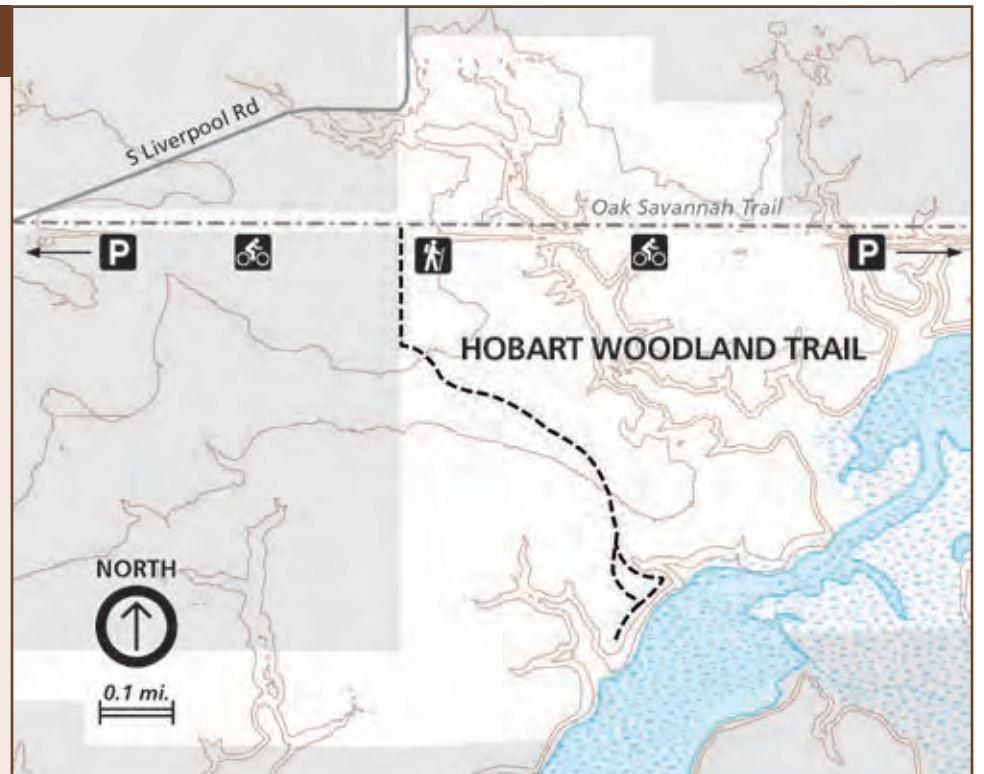 S Liverpool Rd
Oak Savannah Trail
P
P
HOBART WOODLAND TRAIL
NORTH
0.1 mi.